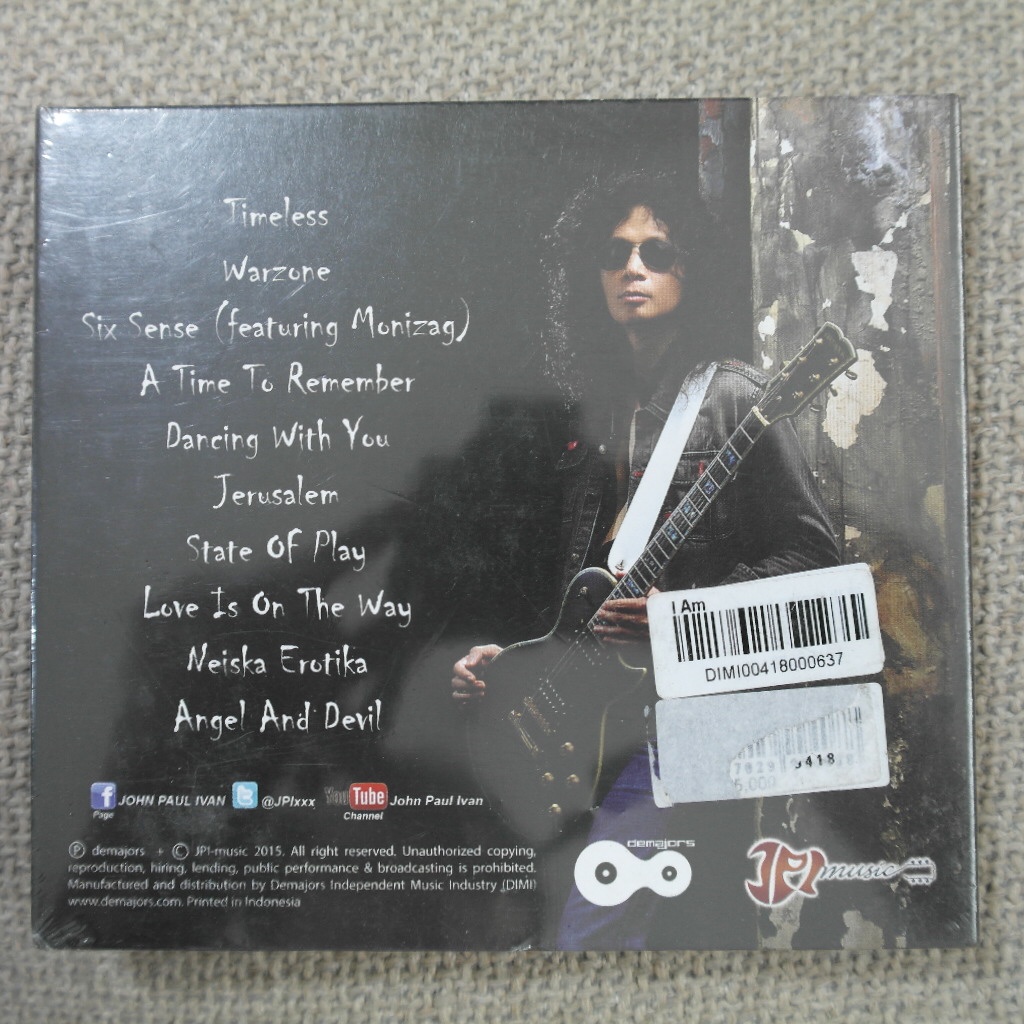 Timeless
Warzone
Six Sense (featuring Monizag)
A Time To Remember
Dancing With You
Jerusalem
State Of Play
Love Is On The Way
Neiska Erotika
Angel And Devil
I Am
DIMI00418000637
0418
5,000
f JOHN PAUL IVAN @JPIxxx YouTube John Paul Ivan
Page Channel
Ⓟ demajors + © JPI-music 2015. All right reserved. Unauthorized copying,
reproduction, hiring, lending, public performance & broadcasting is prohibited.
Manufactured and distribution by Demajors Independent Music Industry (DIMI)
www.demajors.com. Printed in Indonesia
demajors
JPI music